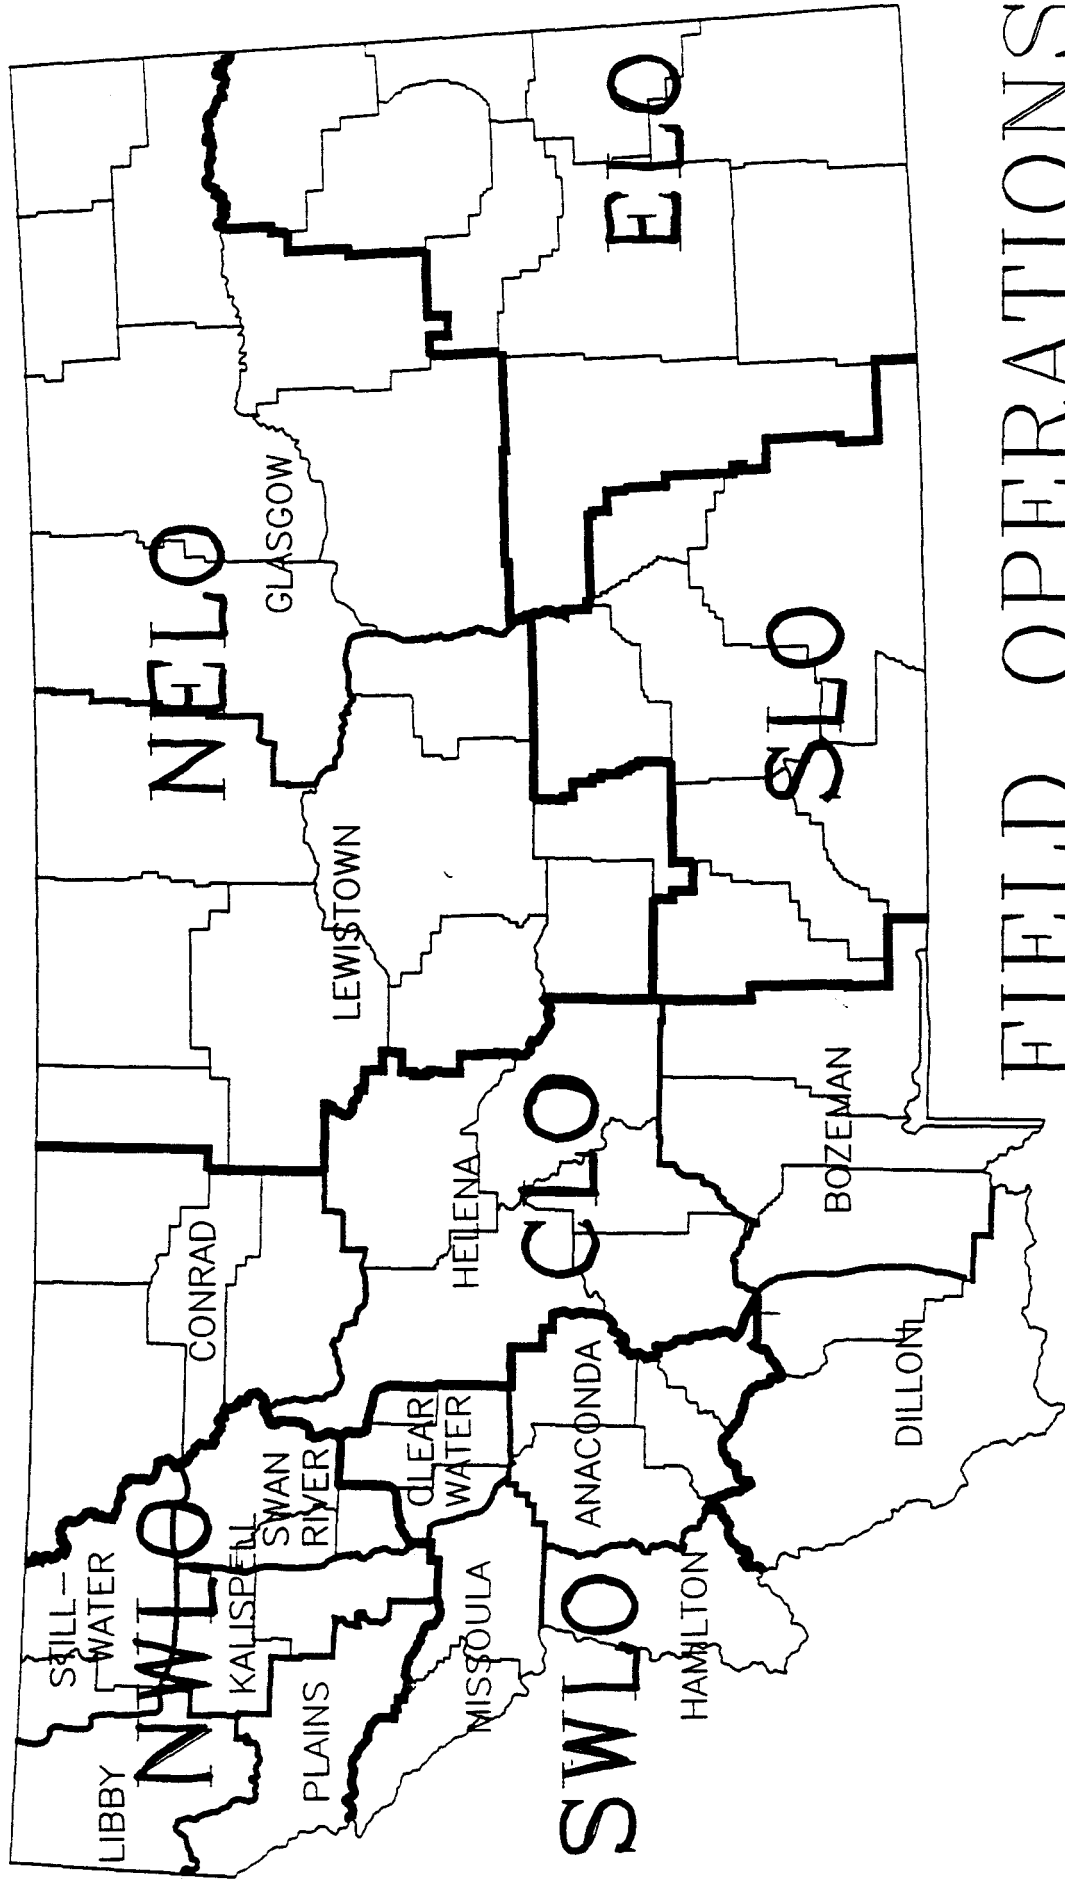 STILL-
WATER
LIBBY
NWLO
KALISPELL
SWAN
RIVER
PLAINS
CONRAD
NELO
GLASGOW
LEWISTOWN
CLEAR
WATER
MISSOULA
HELENA
CLO
ANACONDA
SWLO
HAMILTON
ELO
SLO
BOZEMAN
DILLON
FIELD OPERATIONS